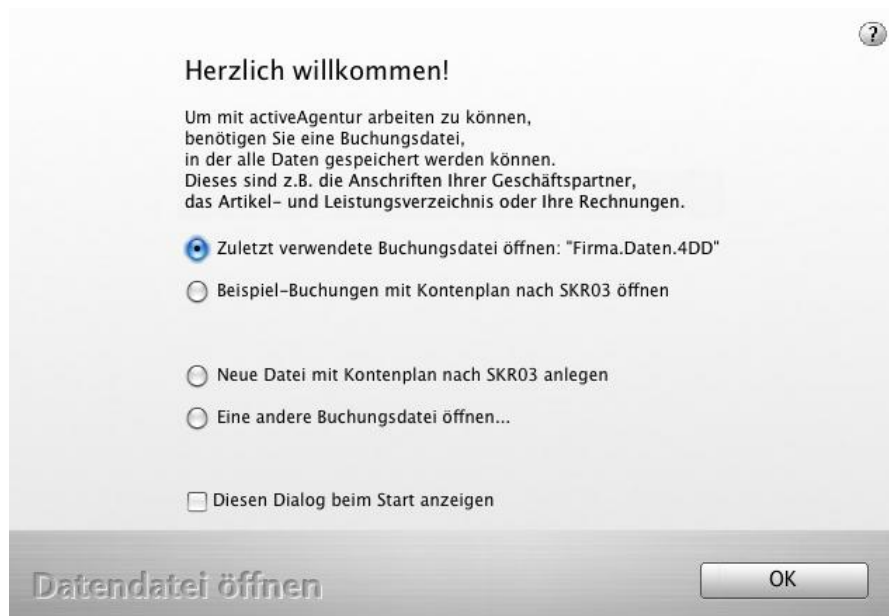 ?
Herzlich willkommen!
Um mit activeAgentur arbeiten zu können,
benötigen Sie eine Buchungsdatei,
in der alle Daten gespeichert werden können.
Dieses sind z.B. die Anschriften Ihrer Geschäftspartner,
das Artikel- und Leistungsverzeichnis oder Ihre Rechnungen.
Zuletzt verwendete Buchungsdatei öffnen: "Firma.Daten.4DD"
Beispiel-Buchungen mit Kontenplan nach SKR03 öffnen
Neue Datei mit Kontenplan nach SKR03 anlegen
Eine andere Buchungsdatei öffnen...
Diesen Dialog beim Start anzeigen
Datendatei öffnen
OK